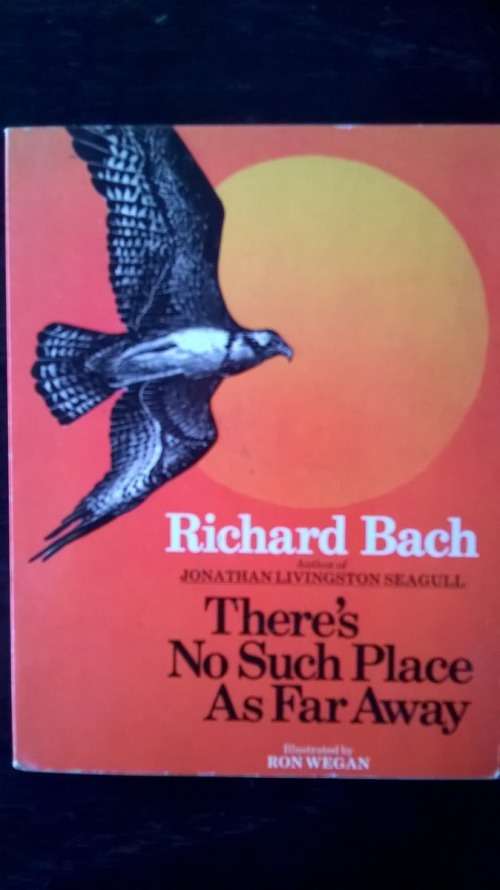 Richard Bach
Author of
JONATHAN LIVINGSTON SEAGULL
There's
No Such Place
As Far Away
Illustrated by
RON WEGAN